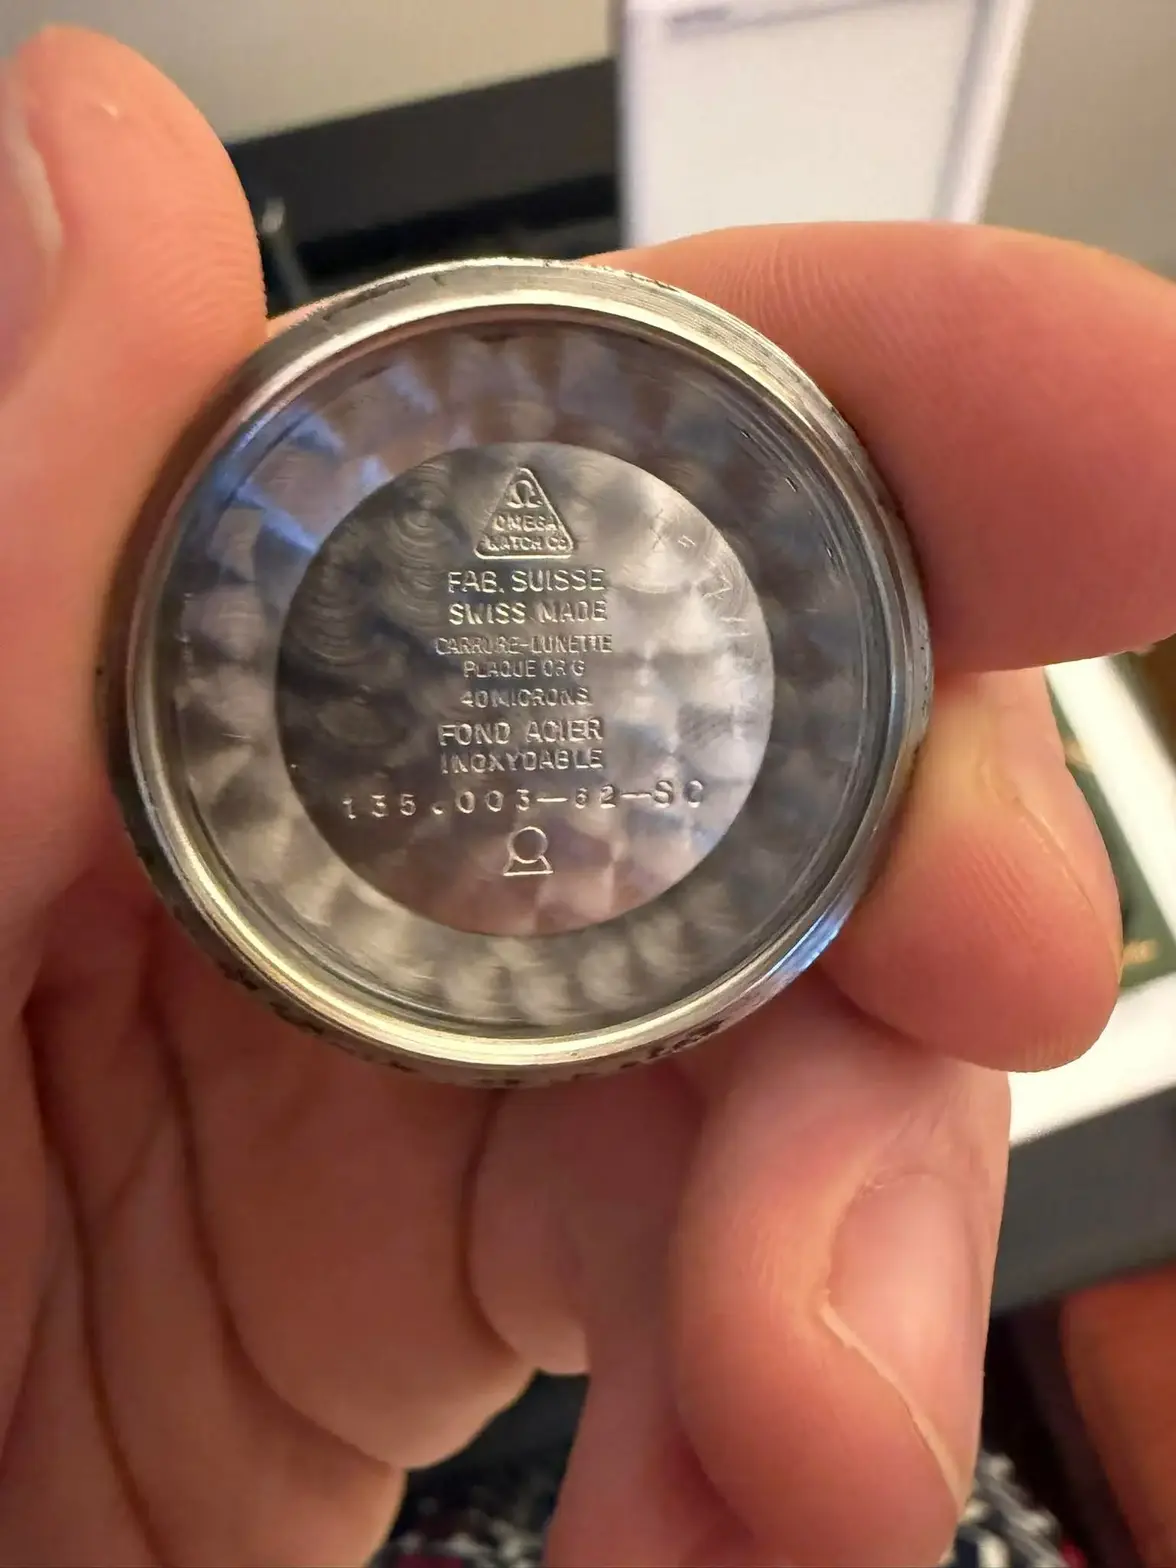 Ω
OMEGA
WATCH Co
FAB. SUISSE
SWISS MADE
CARRURE-LUNETTE
PLAQUE OR G
40 MICRONS
FOND ACIER
INOXYDABLE
135.003-62-SC